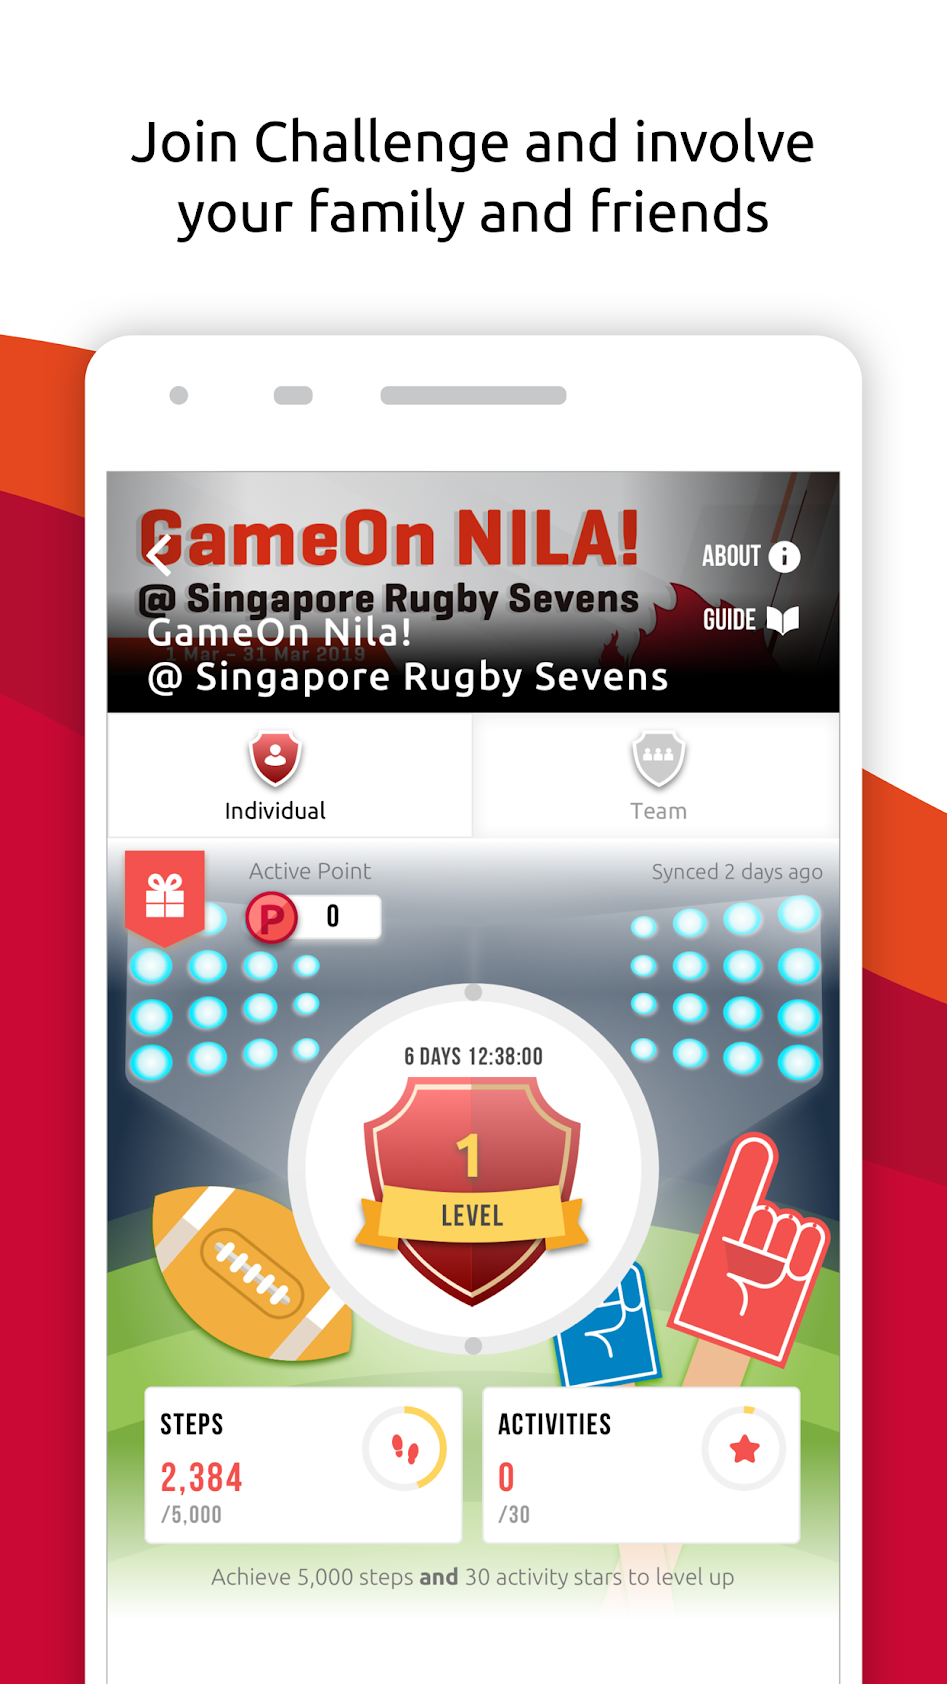 Join Challenge and involve
your family and friends
GameOn NILA!
@ Singapore Rugby Sevens
1 Mar – 31 Mar 2019
ABOUT i
GUIDE
GameOn Nila!
@ Singapore Rugby Sevens
Individual
Team
Active Point
Synced 2 days ago
P 0
6 DAYS 12:38:00
1
LEVEL
STEPS
2,384
/5,000
ACTIVITIES
0
/30
Achieve 5,000 steps and 30 activity stars to level up